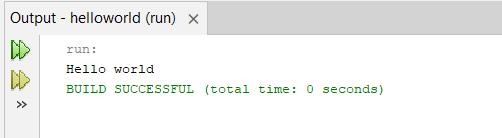 Output - helloworld (run)
run:
Hello world
BUILD SUCCESSFUL (total time: 0 seconds)